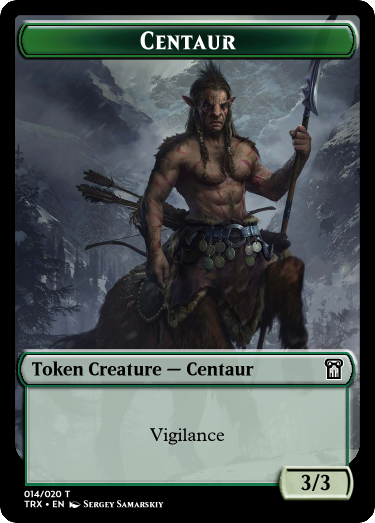 Centaur
Token Creature — Centaur
Vigilance
3/3
014/020 T
TRX • EN Sergey Samarskiy